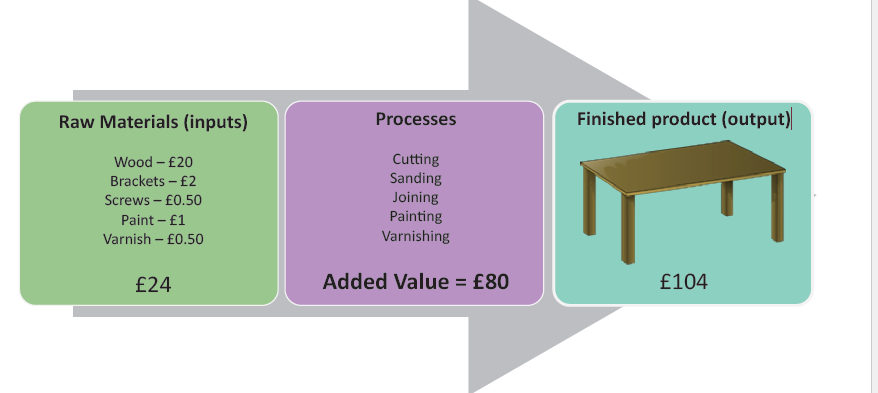 Raw Materials (inputs)
Wood – £20
Brackets – £2
Screws – £0.50
Paint – £1
Varnish – £0.50
£24
Processes
Cutting
Sanding
Joining
Painting
Varnishing
Added Value = £80
Finished product (output)
£104